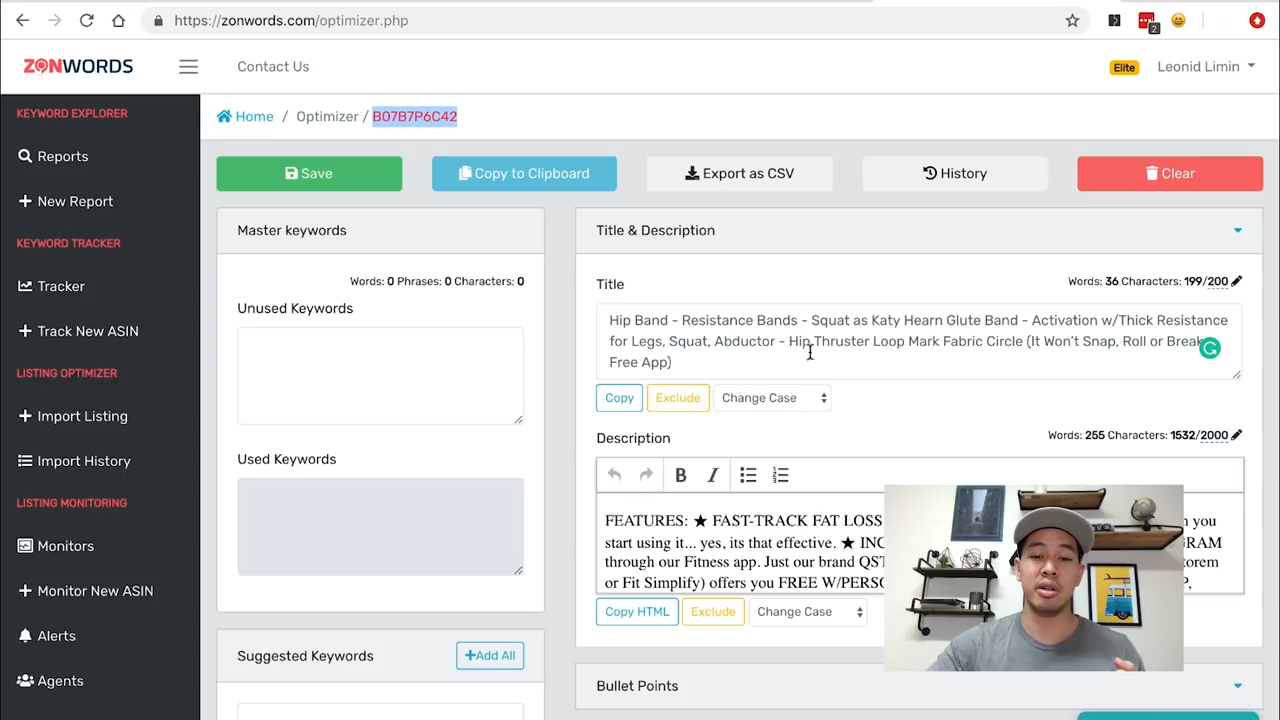 https://zonwords.com/optimizer.php
2
ZONWORDS
Contact Us
Elite
Leonid Limin
KEYWORD EXPLORER
Reports
New Report
KEYWORD TRACKER
Tracker
Track New ASIN
LISTING OPTIMIZER
Import Listing
Import History
LISTING MONITORING
Monitors
Monitor New ASIN
Alerts
Agents
Home / Optimizer / B07B7P6C42
Save
Copy to Clipboard
Export as CSV
History
Clear
Master keywords
Words: 0 Phrases: 0 Characters: 0
Unused Keywords
Used Keywords
Suggested Keywords
+Add All
Title & Description
Title
Words: 36 Characters: 199/200
Hip Band - Resistance Bands - Squat as Katy Hearn Glute Band - Activation w/Thick Resistance
for Legs, Squat, Abductor - Hip Thruster Loop Mark Fabric Circle (It Won't Snap, Roll or Break
Free App)
Copy
Exclude
Change Case
Description
Words: 255 Characters: 1532/2000
B I
FEATURES: ★ FAST-TRACK FAT LOSS you
start using it... yes, its that effective. ★ GRAM
through our Fitness app. Just our brand
or Fit Simplify) offers you FREE
Copy HTML
Exclude
Change Case
Bullet Points